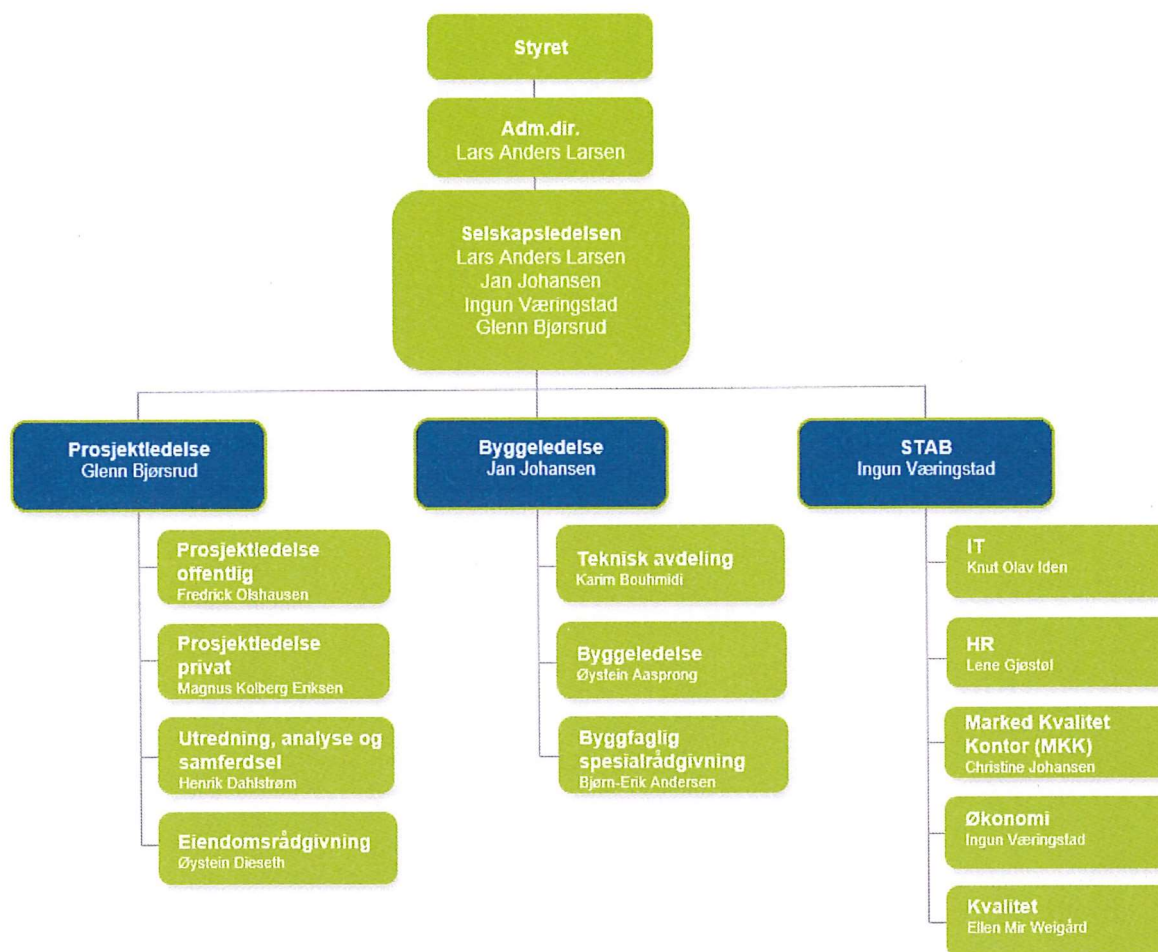 Styret
Adm.dir.
Lars Anders Larsen
Selskapsledelsen
Lars Anders Larsen
Jan Johansen
Ingun Væringstad
Glenn Bjørsrud
Prosjektledelse
Glenn Bjørsrud
Prosjektledelse
offentlig
Fredrick Olshausen
Prosjektledelse
privat
Magnus Kolberg Eriksen
Utredning, analyse og
samferdsel
Henrik Dahlstrøm
Eiendomsrådgivning
Øystein Dieseth
Byggeledelse
Jan Johansen
Teknisk avdeling
Karim Bouhmidi
Byggeledelse
Øystein Aasprong
Byggfaglig
spesialrådgivning
Bjørn-Erik Andersen
STAB
Ingun Væringstad
IT
Knut Olav Iden
HR
Lene Gjøstøl
Marked Kvalitet
Kontor (MKK)
Christine Johansen
Økonomi
Ingun Væringstad
Kvalitet
Ellen Mir Weigård